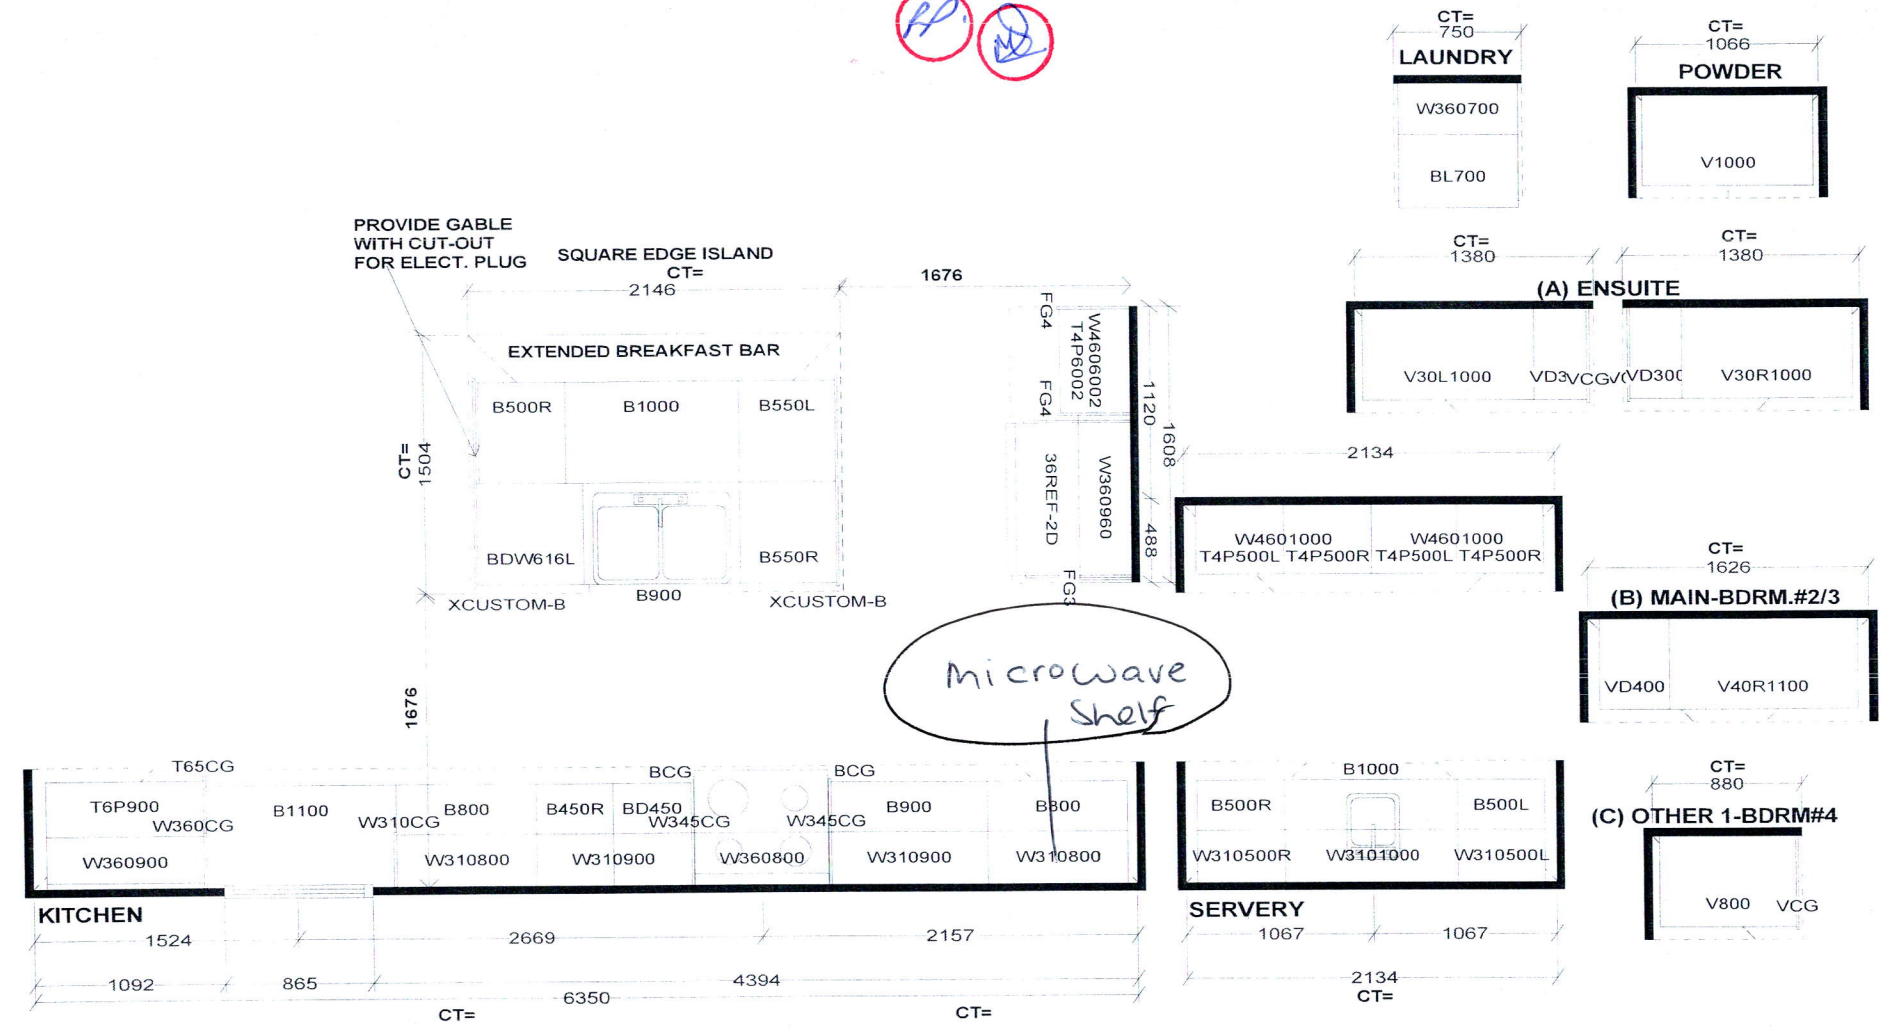 CT=
750
LAUNDRY
W360700
BL700
CT=
1066
POWDER
V1000
PROVIDE GABLE
WITH CUT-OUT
FOR ELECT. PLUG
SQUARE EDGE ISLAND
CT=
2146
1676
EXTENDED BREAKFAST BAR
B500R B1000 B550L
CT=
1504
BDW616L B550R
XCUSTOM-B B900 XCUSTOM-B
1676
FG4
W4606002
T4P6002
FG4
36REF-2D
W360960
FG3
1120
488
1608
CT=
1380
CT=
1380
(A) ENSUITE
V30L1000 VCG VD300 V30R1000
2134
W4601000 W4601000
T4P500L T4P500R T4P500L T4P500R
CT=
1626
(B) MAIN-BDRM.#2/3
VD400 V40R1100
microwave
shelf
T65CG BCG BCG
T6P900 B1100 B800 B450R BD450 B900 B800
W360CG W310CG W345CG W345CG
W360900 W310800 W310900 W360800 W310900 W310800
KITCHEN
1524 2669 2157
1092 865 4394
6350
CT= CT=
B1000
B500R B500L
W310500R W3101000 W310500L
SERVERY
1067 1067
2134
CT=
CT=
880
(C) OTHER 1-BDRM#4
V800 VCG